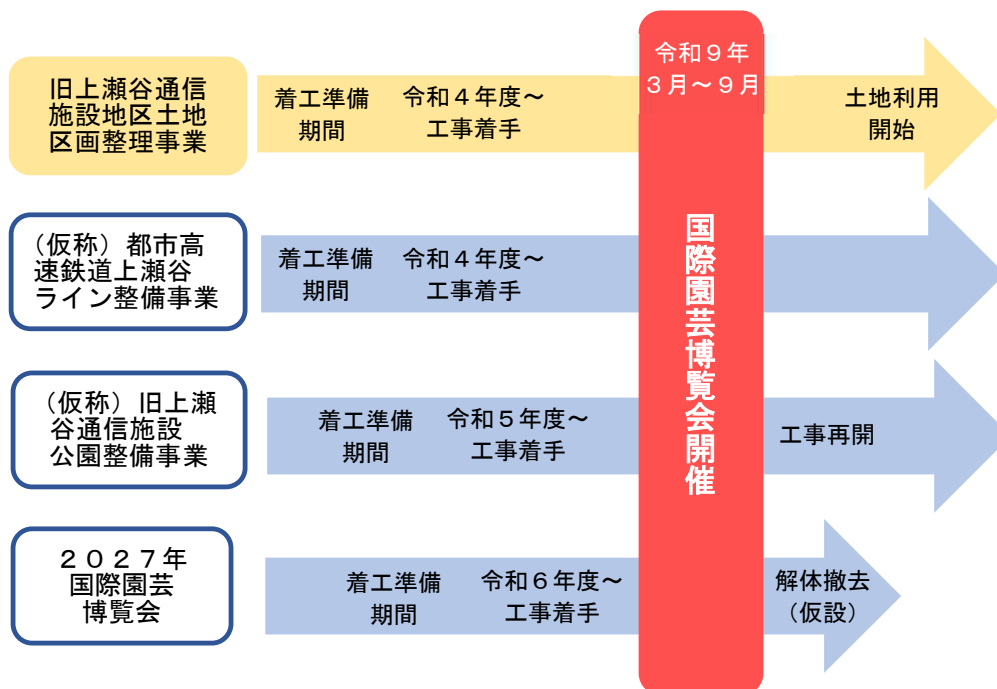 旧上瀬谷通信
施設地区土地
区画整理事業
着工準備
期間
令和４年度～
工事着手
令和９年
３月～９月
土地利用
開始
（仮称）都市高
速鉄道上瀬谷
ライン整備事業
着工準備
期間
令和４年度～
工事着手
国際園芸博覧会開催
（仮称）旧上瀬
谷通信施設
公園整備事業
着工準備
期間
令和５年度～
工事着手
工事再開
２０２７年
国際園芸
博覧会
着工準備
期間
令和６年度～
工事着手
解体撤去
（仮設）